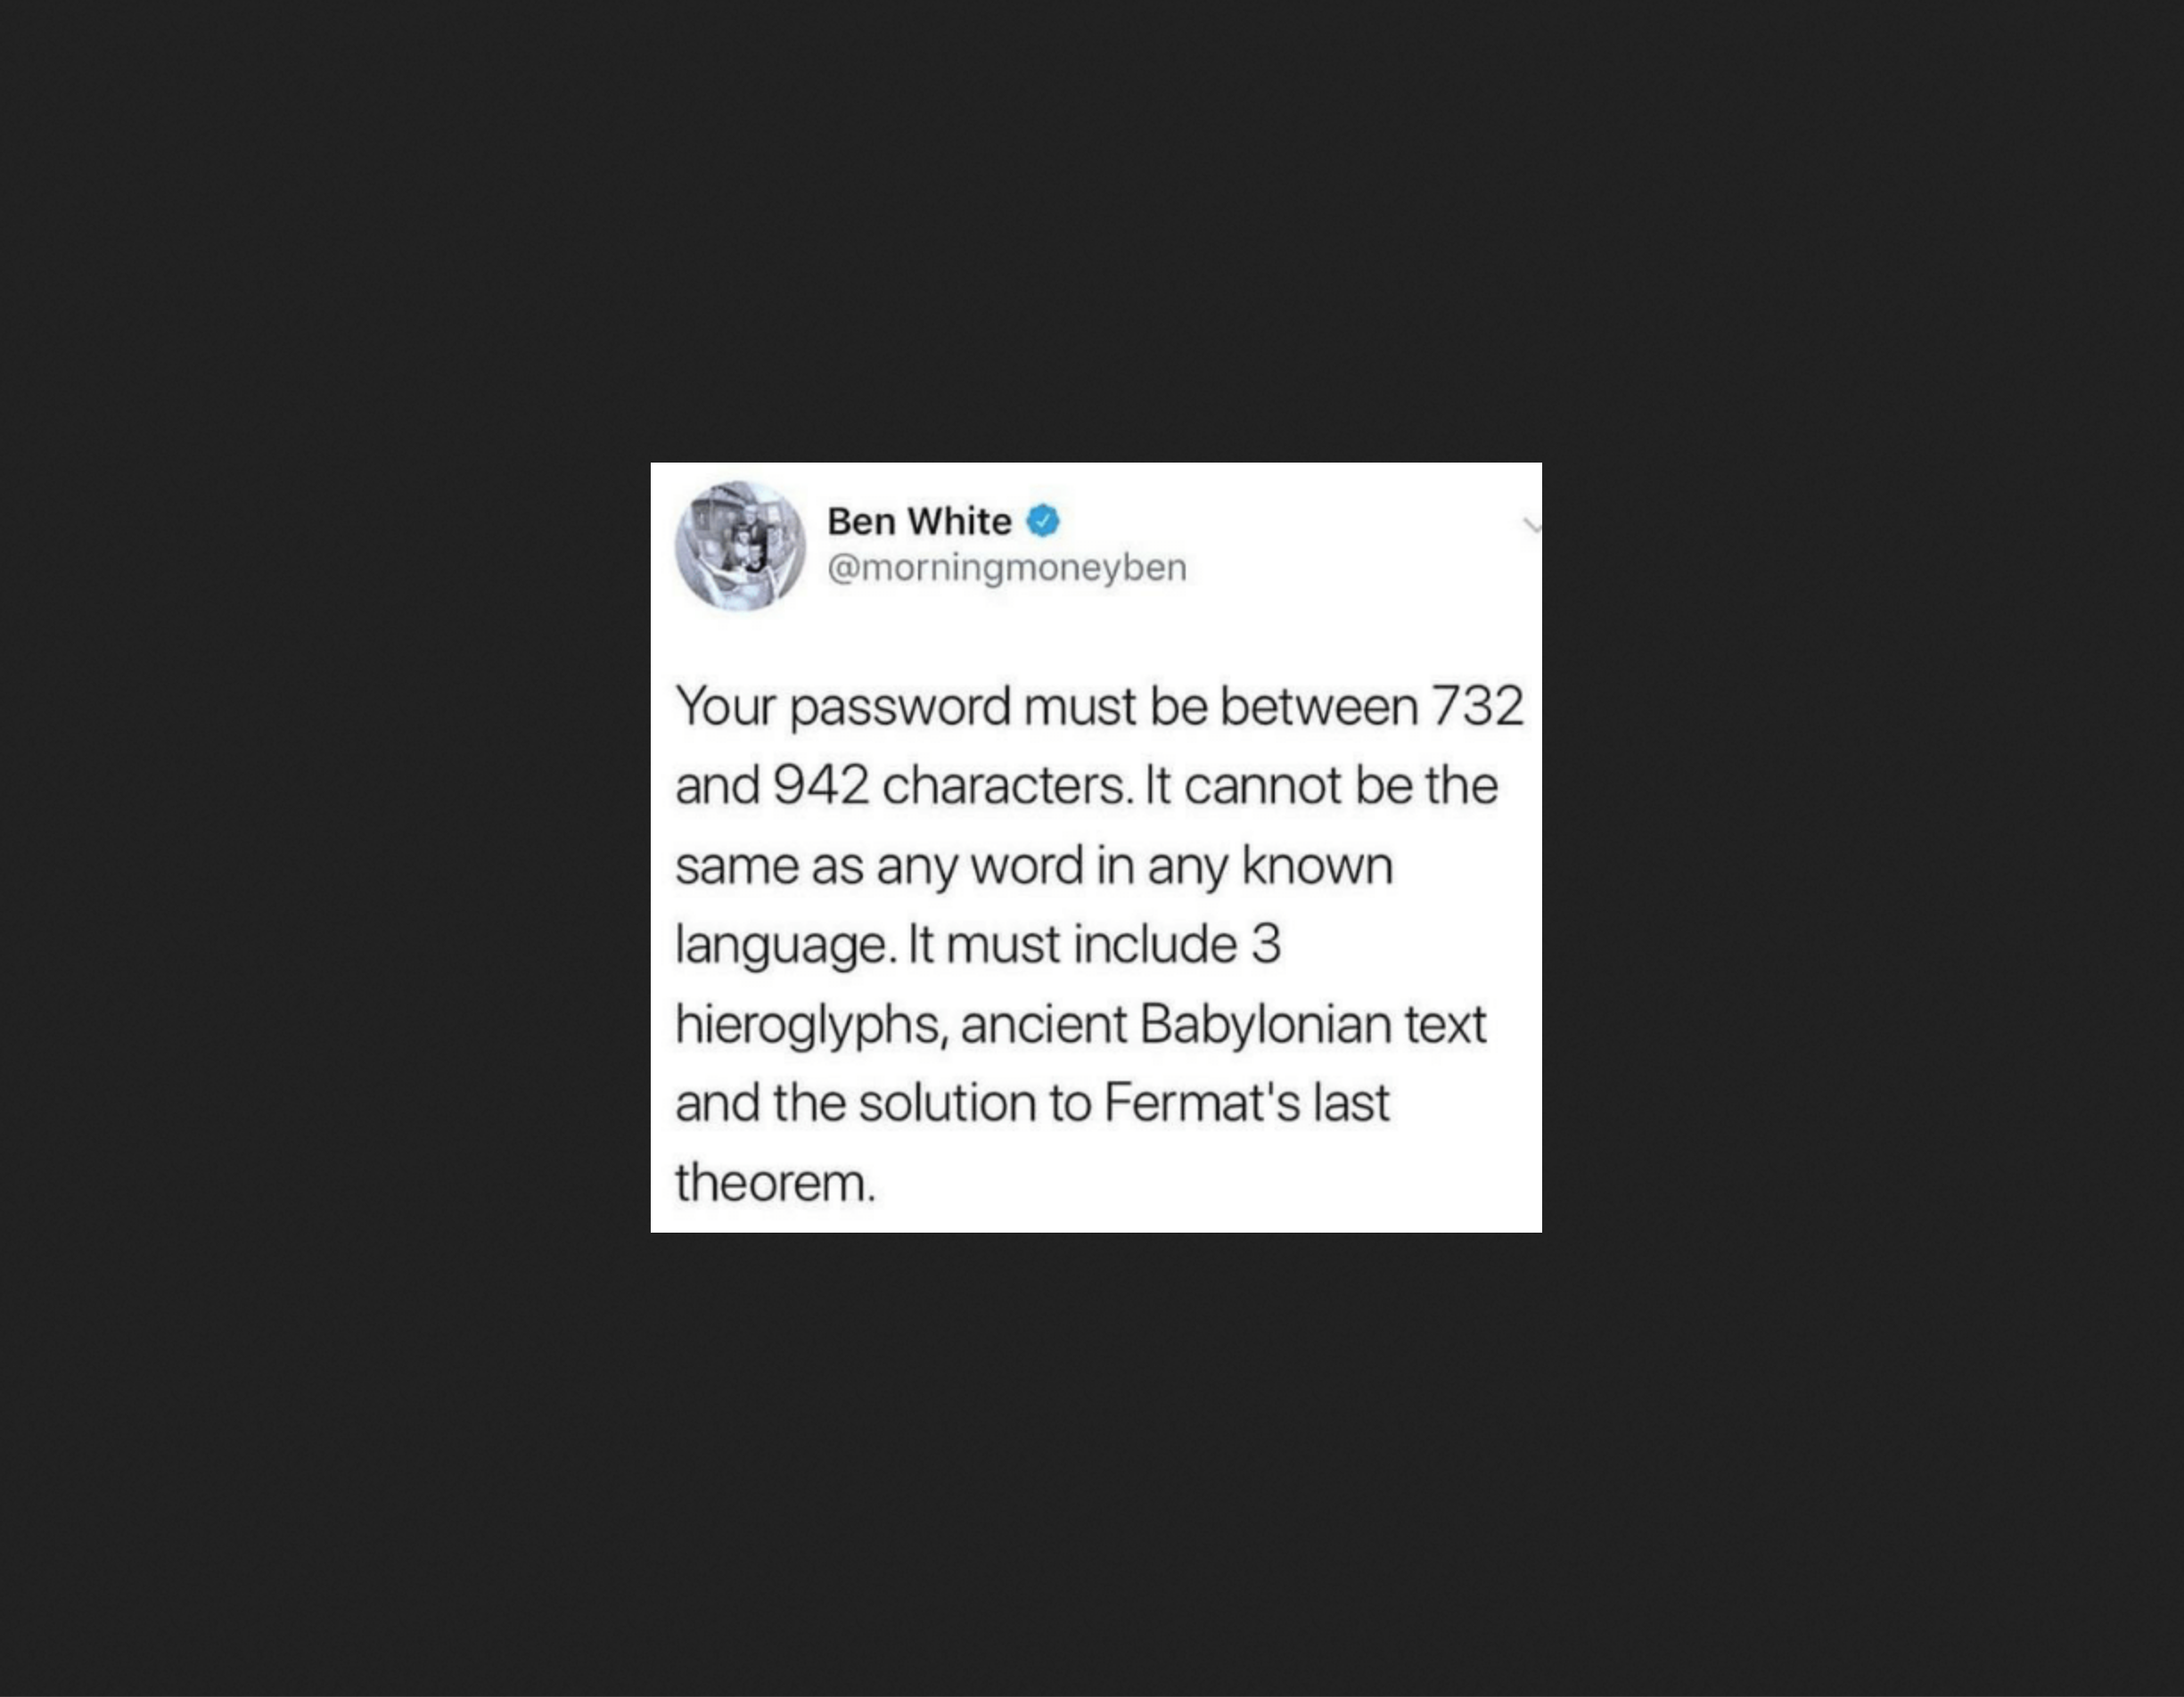 Ben White
@morningmoneyben
Your password must be between 732
and 942 characters. It cannot be the
same as any word in any known
language. It must include 3
hieroglyphs, ancient Babylonian text
and the solution to Fermat's last
theorem.